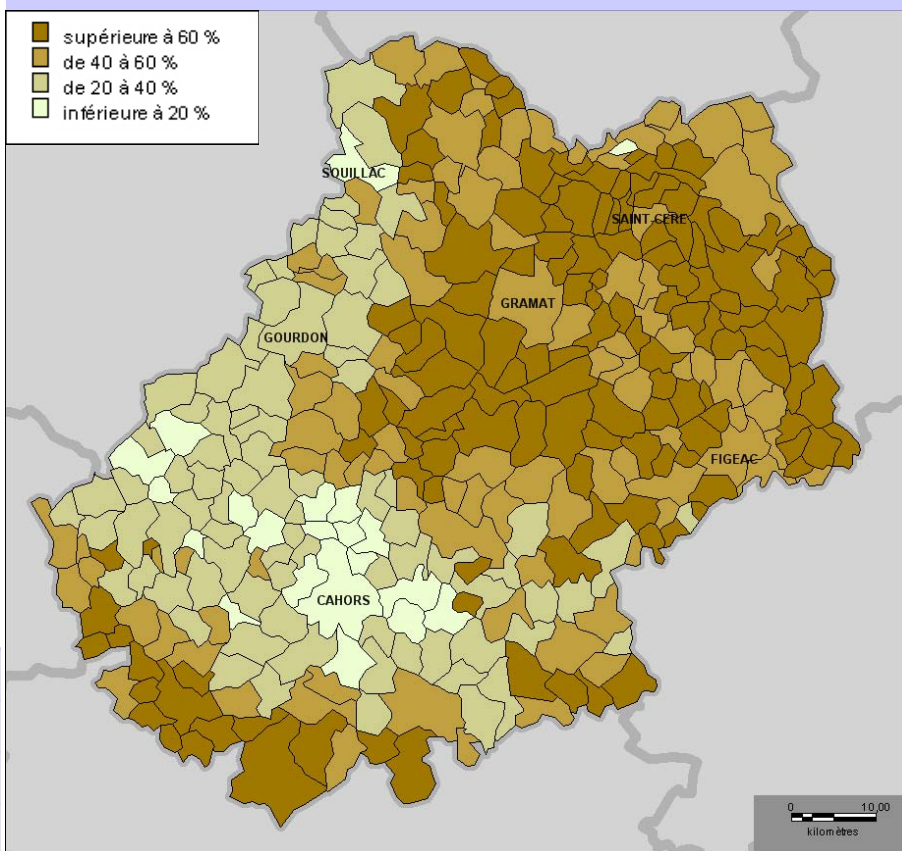 supérieure à 60 %
de 40 à 60 %
de 20 à 40 %
inférieure à 20 %
SOUILLAC
SAINT-CERE
GRAMAT
GOURDON
FIGEAC
CAHORS
0 10,00
kilomètres